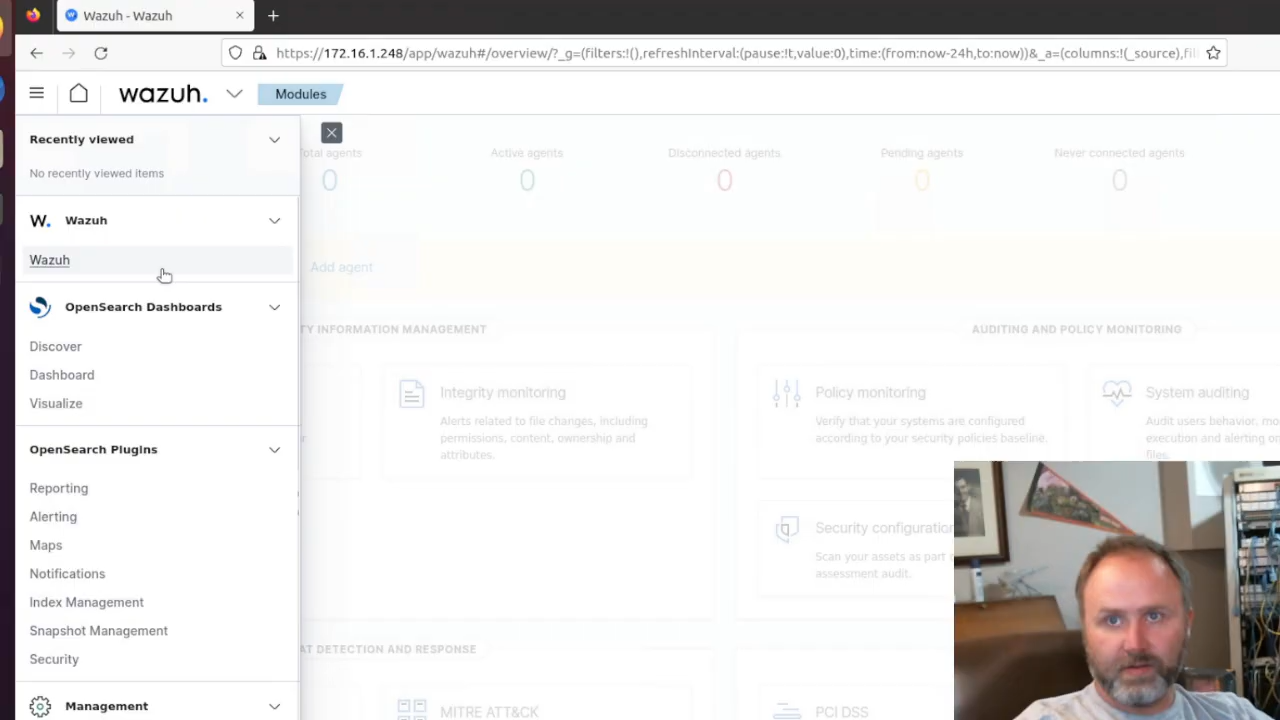 Wazuh - Wazuh
https://172.16.1.248/app/wazuh#/overview/?_g=(filters:!(),refreshInterval:(pause:!t,value:0),time:(from:now-24h,to:now))&_a=(columns:!(_source),fil
wazuh. Modules
Recently viewed
No recently viewed items
W. Wazuh
Wazuh
OpenSearch Dashboards
Discover
Dashboard
Visualize
OpenSearch Plugins
Reporting
Alerting
Maps
Notifications
Index Management
Snapshot Management
Security
Management
Total agents
0
Active agents
0
Disconnected agents
0
Pending agents
0
Never connected agents
0
Add agent
TY INFORMATION MANAGEMENT
Integrity monitoring
Alerts related to file changes, including
permissions, content, ownership and
attributes.
AUDITING AND POLICY MONITORING
Policy monitoring
Verify that your systems are configured
according to your security policies baseline.
System auditing
Audit users behavior, mo
execution and alerting on
files.
Security configuration
Scan your assets as part
assessment audit.
AT DETECTION AND RESPONSE
MITRE ATT&CK
PCI DSS